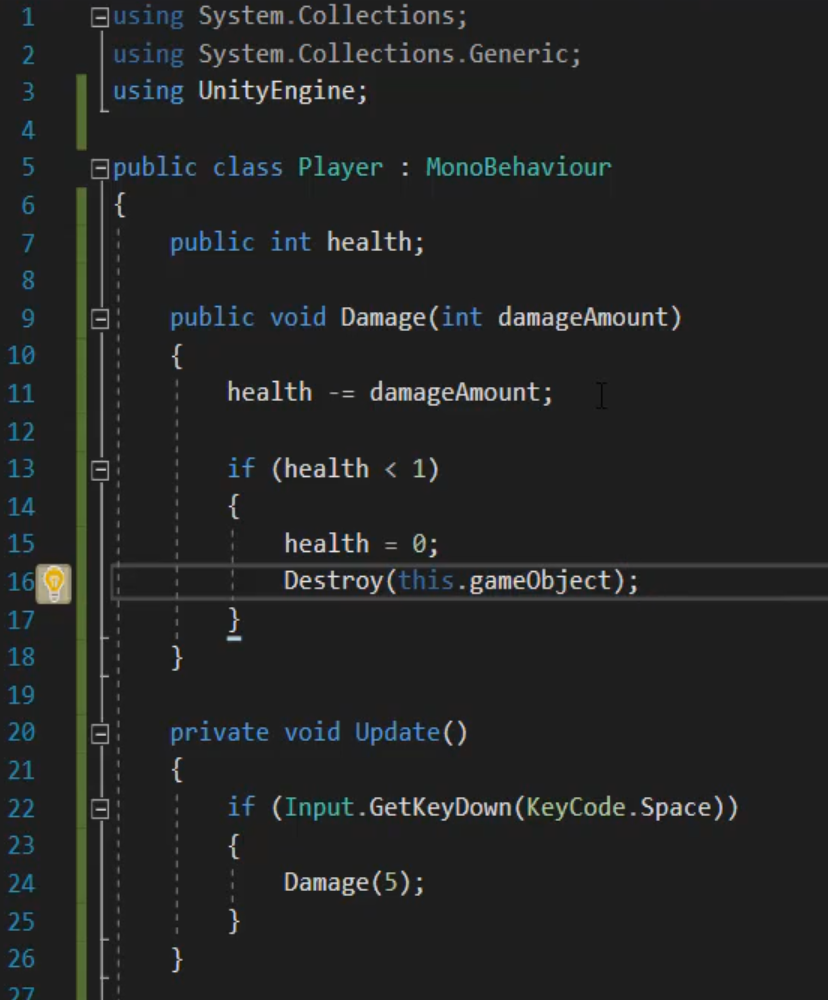 1 using System.Collections;
2 using System.Collections.Generic;
3 using UnityEngine;
4
5 public class Player : MonoBehaviour
6 {
7 public int health;
8
9 public void Damage(int damageAmount)
10 {
11 health -= damageAmount;
12
13 if (health < 1)
14 {
15 health = 0;
16 Destroy(this.gameObject);
17 }
18 }
19
20 private void Update()
21 {
22 if (Input.GetKeyDown(KeyCode.Space))
23 {
24 Damage(5);
25 }
26 }
27